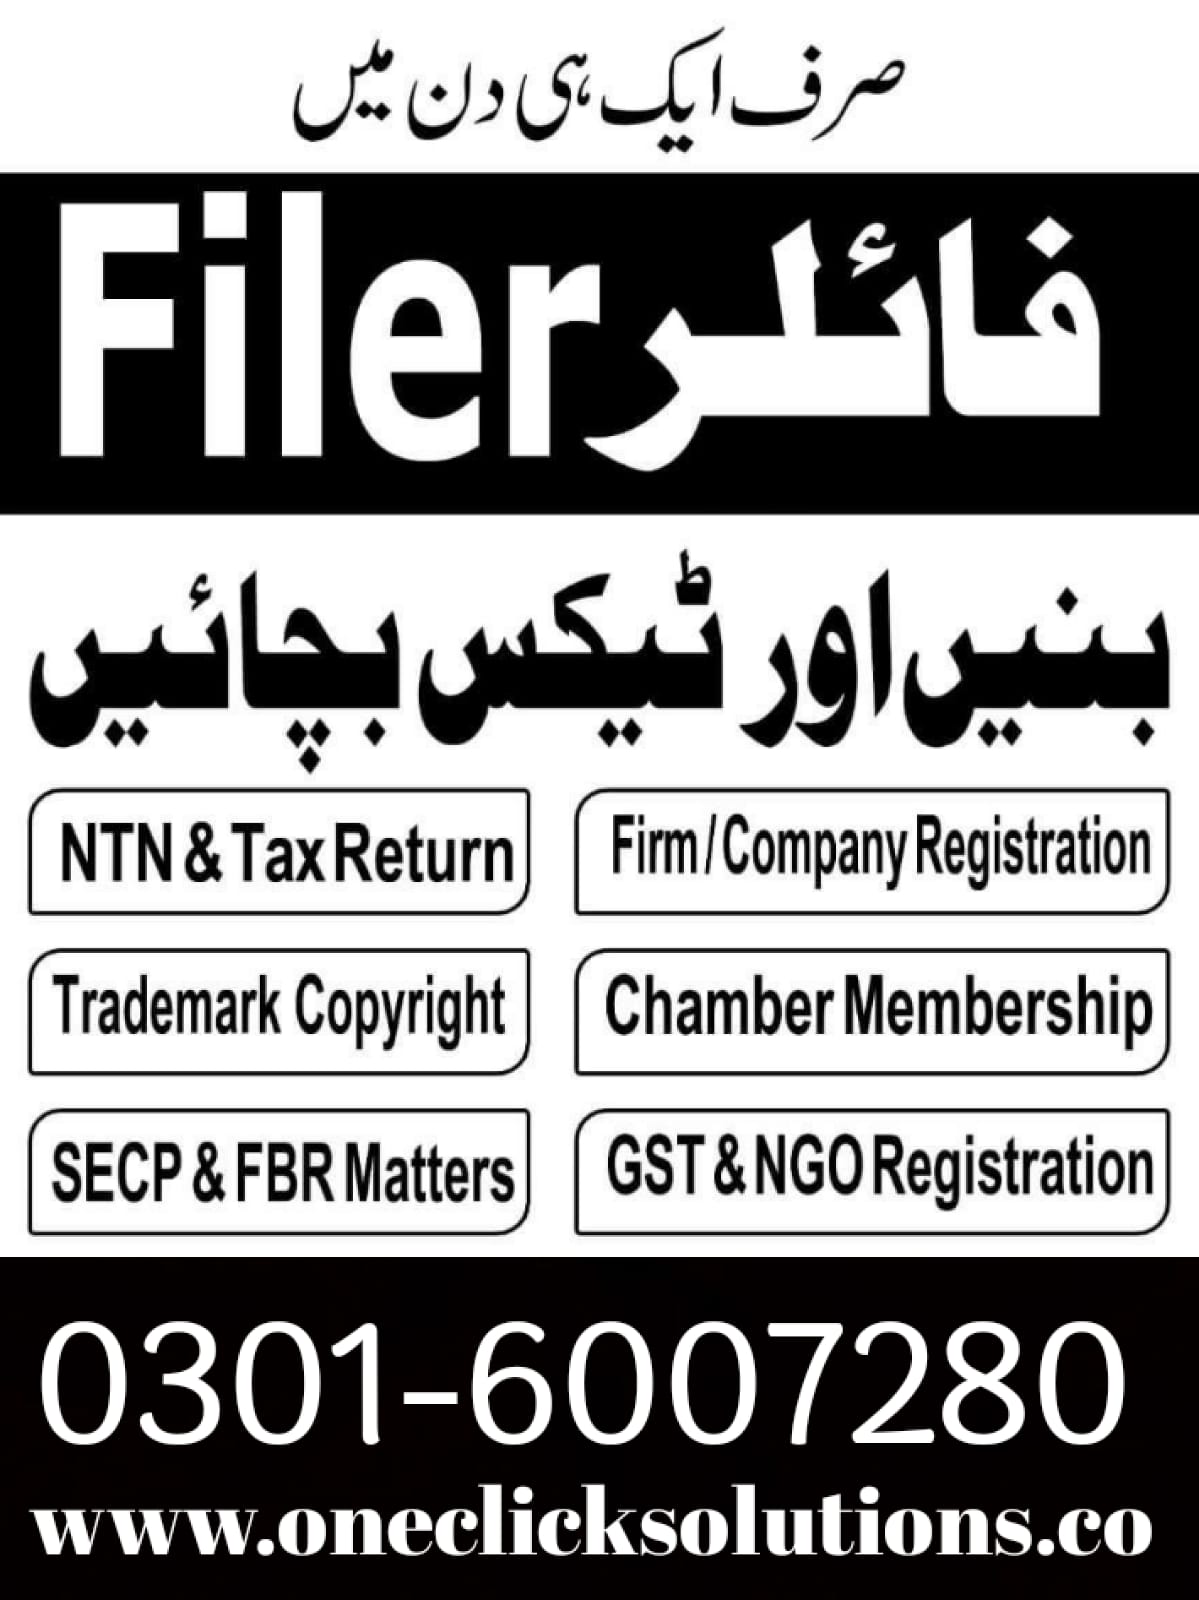 صرف ایک ہی دن میں
Filer فائلر
بنیں اور ٹیکس بچائیں
NTN & Tax Return
Firm / Company Registration
Trademark Copyright
Chamber Membership
SECP & FBR Matters
GST & NGO Registration
0301-6007280
www.oneclicksolutions.co